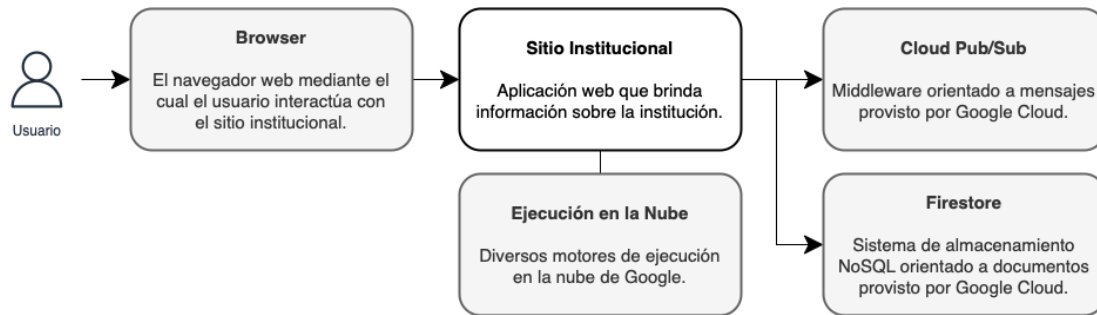 Usuario
Browser
El navegador web mediante el
cual el usuario interactúa con
el sitio institucional.
Sitio Institucional
Aplicación web que brinda
información sobre la institución.
Cloud Pub/Sub
Middleware orientado a mensajes
provisto por Google Cloud.
Ejecución en la Nube
Diversos motores de ejecución
en la nube de Google.
Firestore
Sistema de almacenamiento
NoSQL orientado a documentos
provisto por Google Cloud.